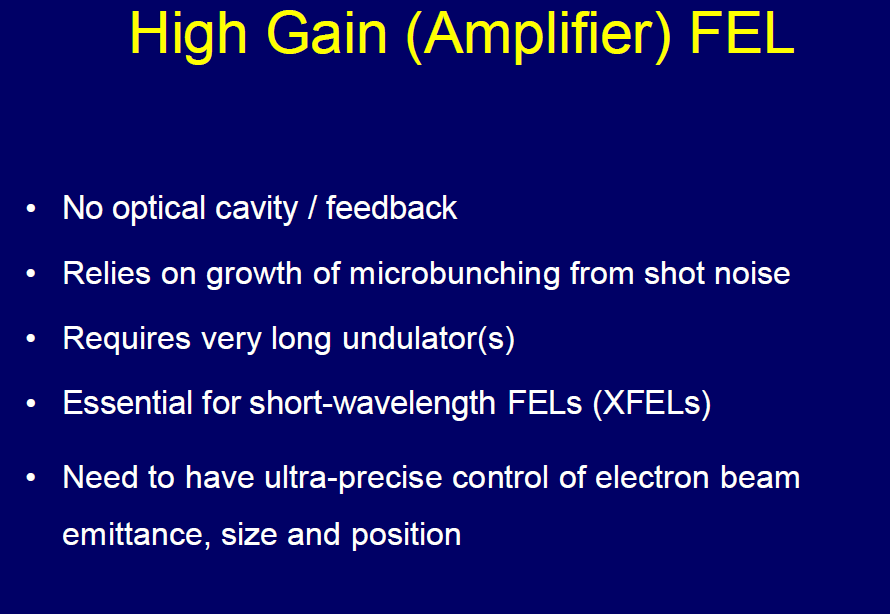 High Gain (Amplifier) FEL
• No optical cavity / feedback
• Relies on growth of microbunching from shot noise
• Requires very long undulator(s)
• Essential for short-wavelength FELs (XFELs)
• Need to have ultra-precise control of electron beam
emittance, size and position